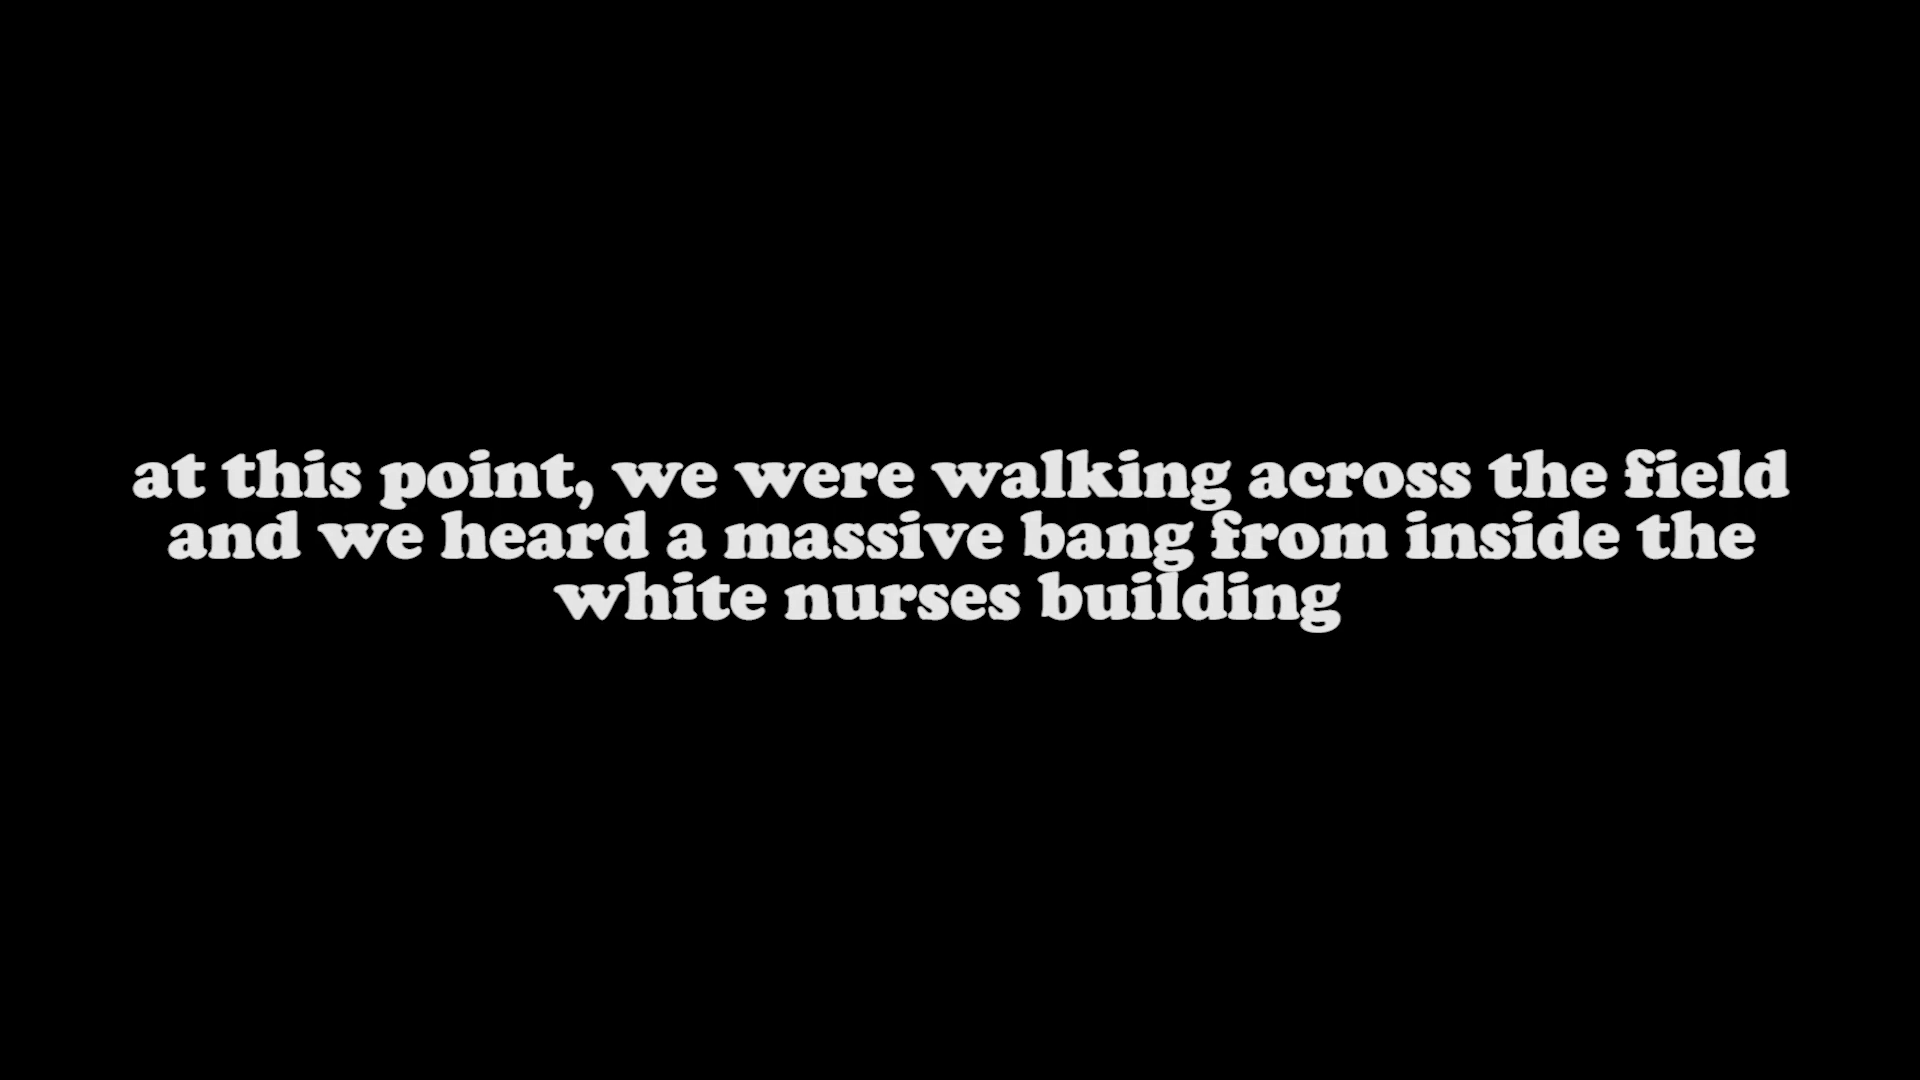 at this point, we were walking across the field
and we heard a massive bang from inside the
white nurses building